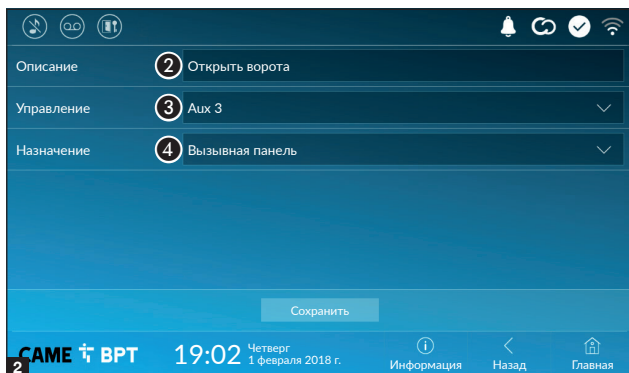 Описание 2 Открыть ворота
Управление 3 Aux 3
Назначение 4 Вызывная панель
Сохранить
2 CAME BPT 19:02 Четверг
1 февраля 2018 г.
Информация Назад Главная